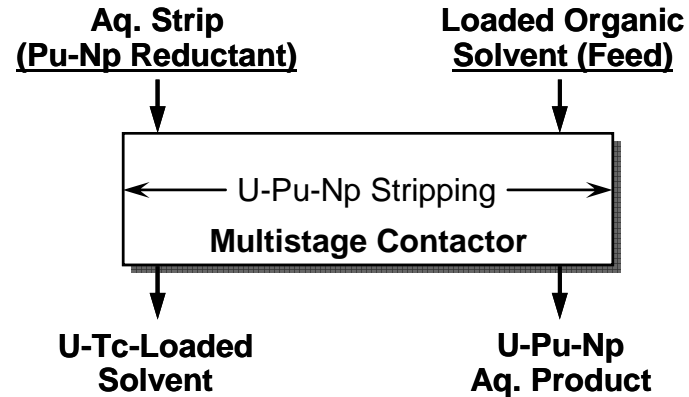 Aq. Strip
(Pu-Np Reductant)
Loaded Organic
Solvent (Feed)
U-Pu-Np Stripping
Multistage Contactor
U-Tc-Loaded
Solvent
U-Pu-Np
Aq. Product